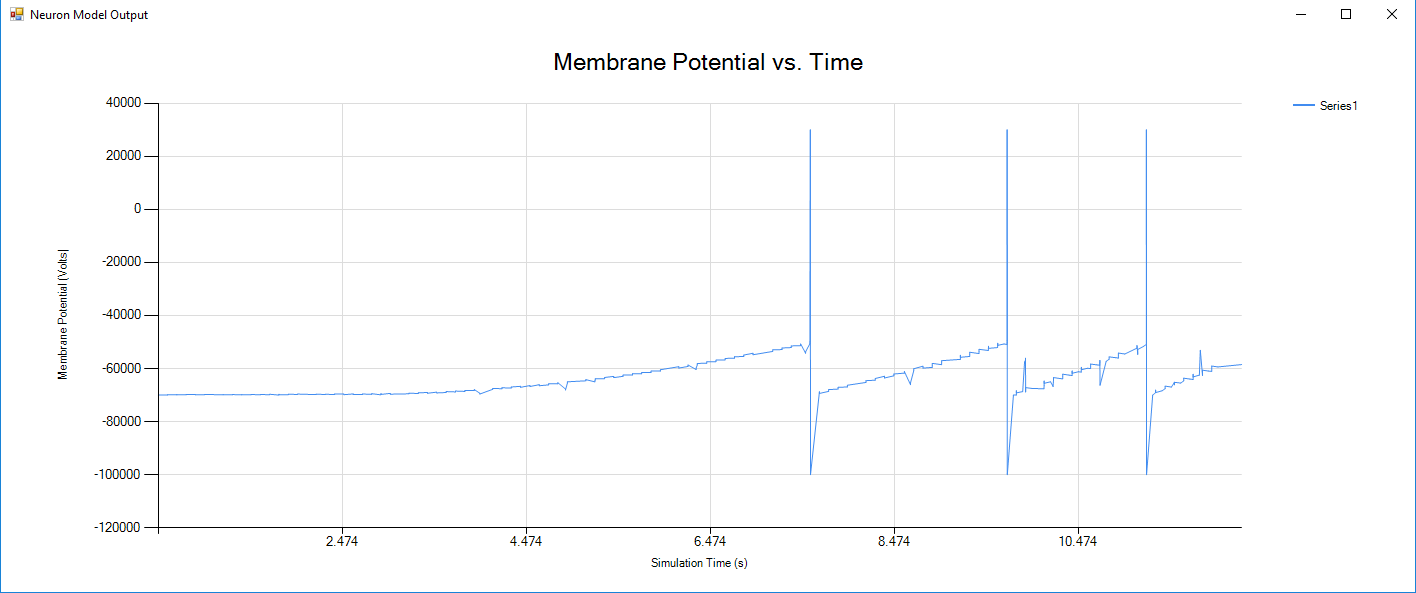 Neuron Model Output
Membrane Potential vs. Time
Series1
40000
20000
0
-20000
-40000
-60000
-80000
-100000
-120000
Membrane Potential (Volts|
2.474 4.474 6.474 8.474 10.474
Simulation Time (s)